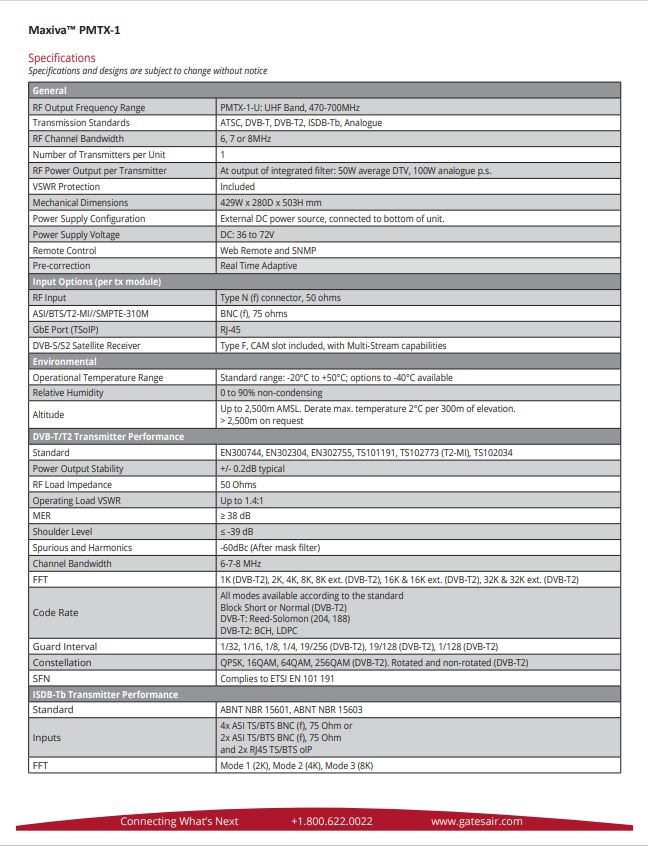 Maxiva™ PMTX-1
Specifications
Specifications and designs are subject to change without notice
General
RF Output Frequency Range PMTX-1-U: UHF Band, 470-700MHz
Transmission Standards ATSC, DVB-T, DVB-T2, ISDB-Tb, Analogue
RF Channel Bandwidth 6, 7 or 8MHz
Number of Transmitters per Unit 1
RF Power Output per Transmitter At output of integrated filter: 50W average DTV, 100W analogue p.s.
VSWR Protection Included
Mechanical Dimensions 429W x 280D x 503H mm
Power Supply Configuration External DC power source, connected to bottom of unit.
Power Supply Voltage DC: 36 to 72V
Remote Control Web Remote and SNMP
Pre-correction Real Time Adaptive
Input Options (per tx module)
RF Input Type N (f) connector, 50 ohms
ASI/BTS/T2-MI//SMPTE-310M BNC (f), 75 ohms
GbE Port (TSoIP) RJ-45
DVB-S/S2 Satellite Receiver Type F, CAM slot included, with Multi-Stream capabilities
Environmental
Operational Temperature Range Standard range: -20°C to +50°C; options to -40°C available
Relative Humidity 0 to 90% non-condensing
Altitude Up to 2,500m AMSL. Derate max. temperature 2°C per 300m of elevation.
> 2,500m on request
DVB-T/T2 Transmitter Performance
Standard EN300744, EN302304, EN302755, TS101191, TS102773 (T2-MI), TS102034
Power Output Stability +/- 0.2dB typical
RF Load Impedance 50 Ohms
Operating Load VSWR Up to 1.4:1
MER ≥ 38 dB
Shoulder Level ≤ -39 dB
Spurious and Harmonics -60dBc (After mask filter)
Channel Bandwidth 6-7-8 MHz
FFT 1K (DVB-T2), 2K, 4K, 8K, 8K ext. (DVB-T2), 16K & 16K ext. (DVB-T2), 32K & 32K ext. (DVB-T2)
Code Rate All modes available according to the standard
Block Short or Normal (DVB-T2)
DVB-T: Reed-Solomon (204, 188)
DVB-T2: BCH, LDPC
Guard Interval 1/32, 1/16, 1/8, 1/4, 19/256 (DVB-T2), 19/128 (DVB-T2), 1/128 (DVB-T2)
Constellation QPSK, 16QAM, 64QAM, 256QAM (DVB-T2). Rotated and non-rotated (DVB-T2)
SFN Complies to ETSI EN 101 191
ISDB-Tb Transmitter Performance
Standard ABNT NBR 15601, ABNT NBR 15603
Inputs 4x ASI TS/BTS BNC (f), 75 Ohm or
2x ASI TS/BTS BNC (f), 75 Ohm
and 2x RJ45 TS/BTS oIP
FFT Mode 1 (2K), Mode 2 (4K), Mode 3 (8K)
Connecting What's Next +1.800.622.0022 www.gatesair.com